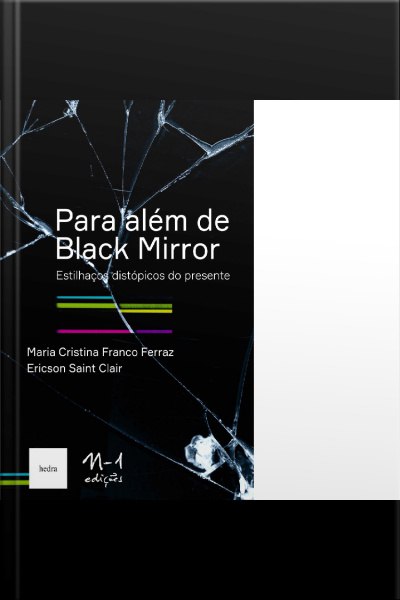 Para além de
Black Mirror
Estilhaços distópicos do presente
Maria Cristina Franco Ferraz
Ericson Saint Clair
hedra
n-1
edições